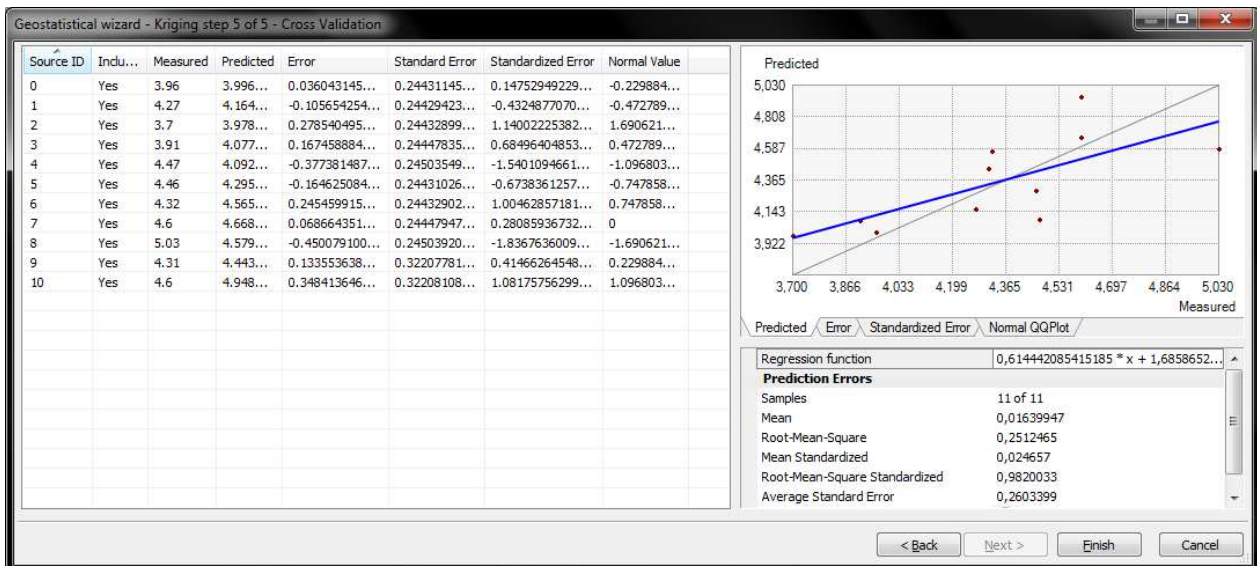 Geostatistical wizard - Kriging step 5 of 5 - Cross Validation
Source ID Indu... Measured Predicted Error Standard Error Standardized Error Normal Value
0 Yes 3.96 3.996... 0.036043145... 0.24431145... 0.14752949229... -0.229884...
1 Yes 4.27 4.164... -0.105654254... 0.24429423... -0.4324877070... -0.472789...
2 Yes 3.7 3.978... 0.278540495... 0.24432899... 1.14002225382... 1.690621...
3 Yes 3.91 4.077... 0.167458884... 0.24447835... 0.68496404853... 0.472789...
4 Yes 4.47 4.092... -0.377381487... 0.24503549... -1.5401094661... -1.096803...
5 Yes 4.46 4.295... -0.164625084... 0.24431026... -0.6738361257... -0.747858...
6 Yes 4.32 4.565... 0.245459915... 0.24432902... 1.00462857181... 0.747858...
7 Yes 4.6 4.668... 0.068664351... 0.24447947... 0.28085936732... 0
8 Yes 5.03 4.579... -0.450079100... 0.24503920... -1.8367636009... -1.690621...
9 Yes 4.31 4.443... 0.133553638... 0.32207781... 0.41466264548... 0.229884...
10 Yes 4.6 4.948... 0.348413646... 0.32208108... 1.08175756299... 1.096803...
Predicted
5,030
4,808
4,587
4,365
4,143
3,922
3,700 3,866 4,033 4,199 4,365 4,531 4,697 4,864 5,030
Measured
Predicted Error Standardized Error Normal QQPlot
Regression function 0,614442085415185 * x + 1,6858652...
Prediction Errors
Samples 11 of 11
Mean 0,01639947
Root-Mean-Square 0,2512465
Mean Standardized 0,024657
Root-Mean-Square Standardized 0,9820033
Average Standard Error 0,2603399
< Back Next > Finish Cancel